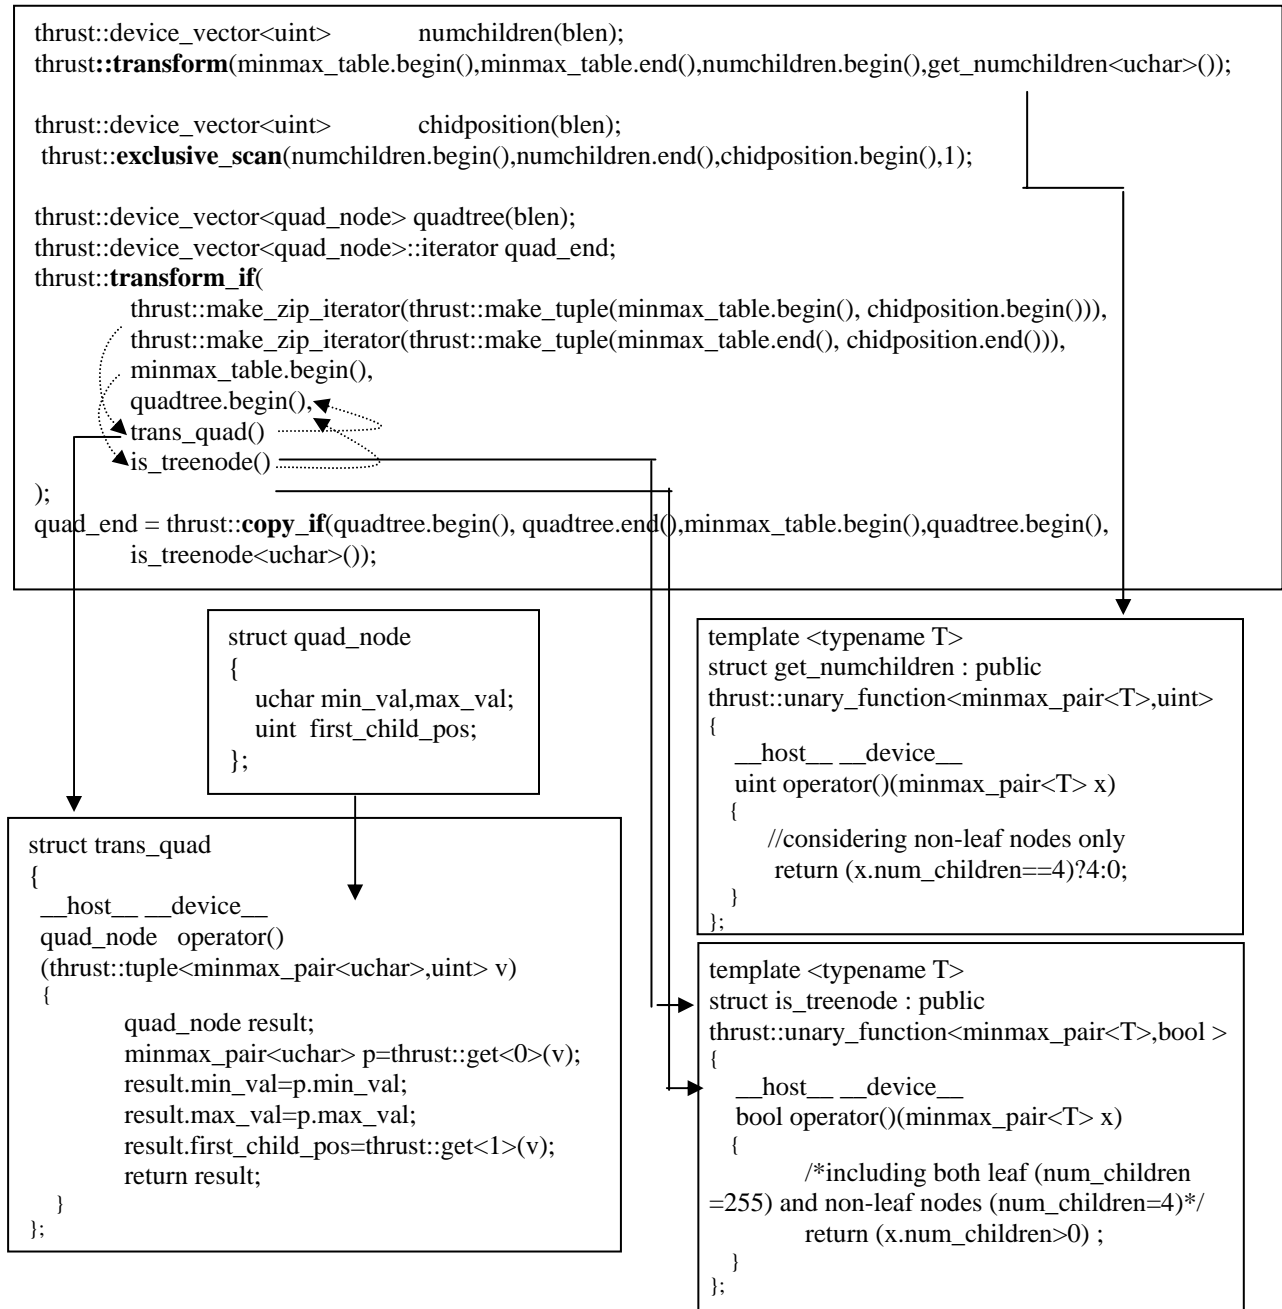 thrust::device_vector<uint> numchildren(blen);
thrust::transform(minmax_table.begin(),minmax_table.end(),numchildren.begin(),get_numchildren<uchar>());
thrust::device_vector<uint> chidposition(blen);
thrust::exclusive_scan(numchildren.begin(),numchildren.end(),chidposition.begin(),1);
thrust::device_vector<quad_node> quadtree(blen);
thrust::device_vector<quad_node>::iterator quad_end;
thrust::transform_if(
thrust::make_zip_iterator(thrust::make_tuple(minmax_table.begin(), chidposition.begin())),
thrust::make_zip_iterator(thrust::make_tuple(minmax_table.end(), chidposition.end())),
minmax_table.begin(),
quadtree.begin(),
trans_quad()
is_treenode()
);
quad_end = thrust::copy_if(quadtree.begin(), quadtree.end(),minmax_table.begin(),quadtree.begin(),
is_treenode<uchar>());
struct quad_node
{
uchar min_val,max_val;
uint first_child_pos;
};
struct trans_quad
{
__host__ __device__
quad_node operator()
(thrust::tuple<minmax_pair<uchar>,uint> v)
{
quad_node result;
minmax_pair<uchar> p=thrust::get<0>(v);
result.min_val=p.min_val;
result.max_val=p.max_val;
result.first_child_pos=thrust::get<1>(v);
return result;
}
};
template <typename T>
struct get_numchildren : public
thrust::unary_function<minmax_pair<T>,uint>
{
__host__ __device__
uint operator()(minmax_pair<T> x)
{
//considering non-leaf nodes only
return (x.num_children==4)?4:0;
}
};
template <typename T>
struct is_treenode : public
thrust::unary_function<minmax_pair<T>,bool >
{
__host__ __device__
bool operator()(minmax_pair<T> x)
{
/*including both leaf (num_children
=255) and non-leaf nodes (num_children=4)*/
return (x.num_children>0) ;
}
};